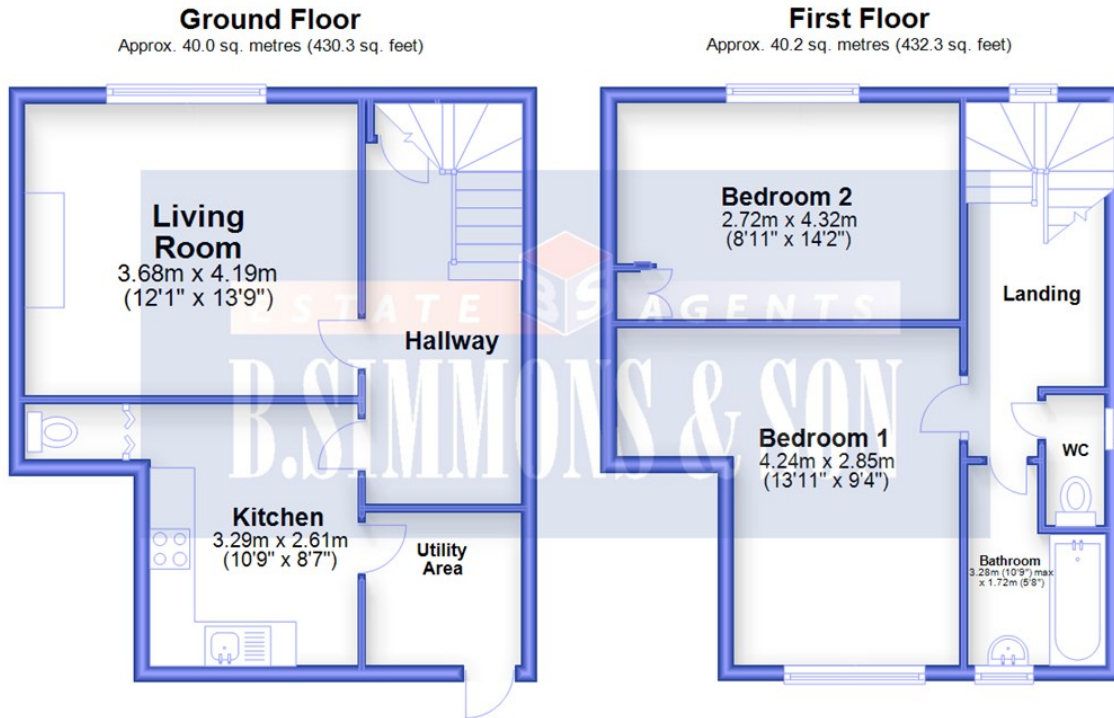 Ground Floor
Approx. 40.0 sq. metres (430.3 sq. feet)
Living
Room
3.68m x 4.19m
(12'1" x 13'9")
Hallway
Kitchen
3.29m x 2.61m
(10'9" x 8'7")
Utility
Area
First Floor
Approx. 40.2 sq. metres (432.3 sq. feet)
Bedroom 2
2.72m x 4.32m
(8'11" x 14'2")
Landing
Bedroom 1
4.24m x 2.85m
(13'11" x 9'4")
WC
Bathroom
3.28m (10'9") max
x 1.72m (5'8")
ESTATE BS AGENTS
B.SIMMONS & SON